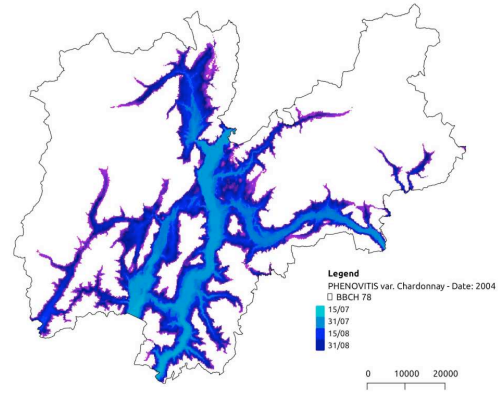 Legend
PHENOVITIS var. Chardonnay - Date: 2004
BBCH 78
15/07
31/07
15/08
31/08
0 10000 20000